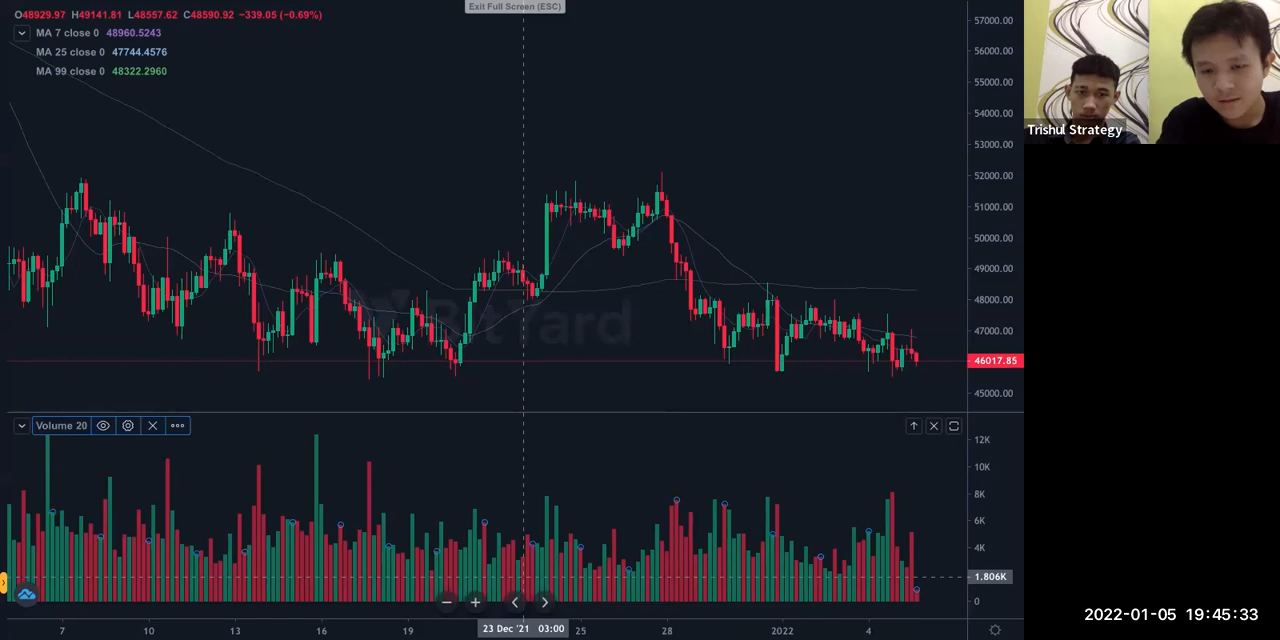 Exit Full Screen (ESC)
O48929.97 H49141.81 L48557.62 C48590.92 −339.05 (−0.69%)
MA 7 close 0 48960.5243
MA 25 close 0 47744.4576
MA 99 close 0 48322.2960
57000.00
56000.00
55000.00
54000.00
53000.00
52000.00
51000.00
50000.00
49000.00
48000.00
47000.00
46017.85
45000.00
Trishul Strategy
BitYard
Volume 20
12K
10K
8K
6K
4K
1.806K
0
7 10 13 16 19 23 Dec '21 03:00 25 28 2022 4
2022-01-05 19:45:33